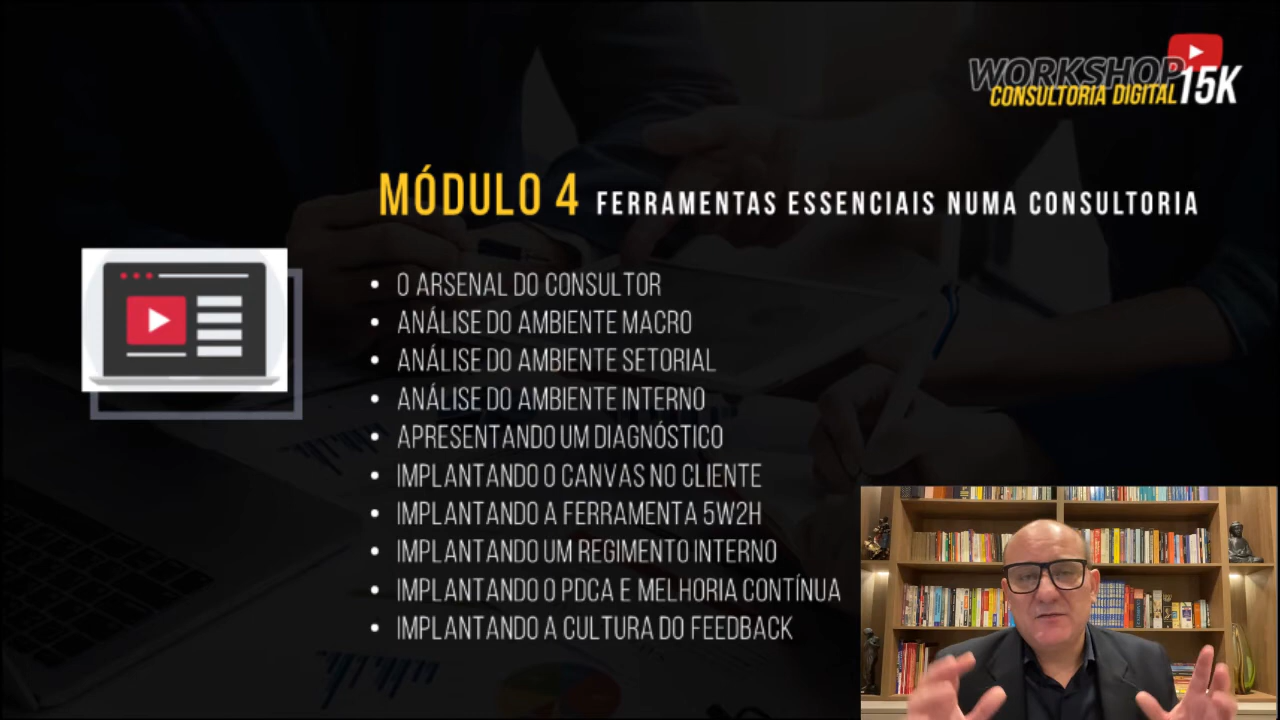 WORKSHOP
CONSULTORIA DIGITAL 15K
MÓDULO 4 FERRAMENTAS ESSENCIAIS NUMA CONSULTORIA
• O ARSENAL DO CONSULTOR
• ANÁLISE DO AMBIENTE MACRO
• ANÁLISE DO AMBIENTE SETORIAL
• ANÁLISE DO AMBIENTE INTERNO
• APRESENTANDO UM DIAGNÓSTICO
• IMPLANTANDO O CANVAS NO CLIENTE
• IMPLANTANDO A FERRAMENTA 5W2H
• IMPLANTANDO UM REGIMENTO INTERNO
• IMPLANTANDO O PDCA E MELHORIA CONTÍNUA
• IMPLANTANDO A CULTURA DO FEEDBACK